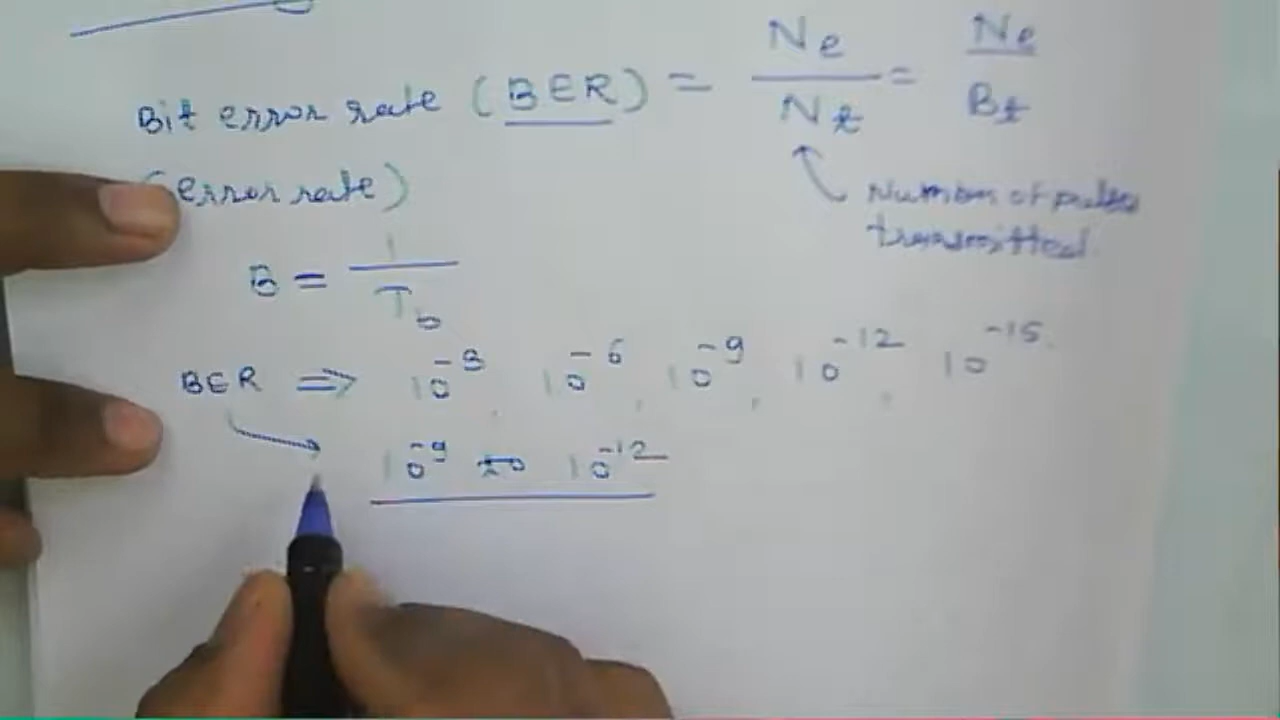 Bit error rate (BER) = Ne/Nt = Ne/Bt
(error rate)
Number of pulses
transmitted
B = 1/Tb
BER ⇒ 10⁻³, 10⁻⁶, 10⁻⁹, 10⁻¹² 10⁻¹⁵
10⁻⁹ to 10⁻¹²